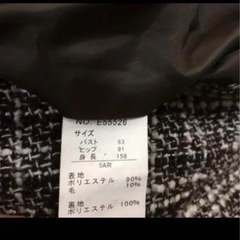 NO. E55526
サイズ
バスト 83
ヒップ 91
身長 158
5AR
表地
ポリエステル 90%
毛 10%
裏地
ポリエステル 100%